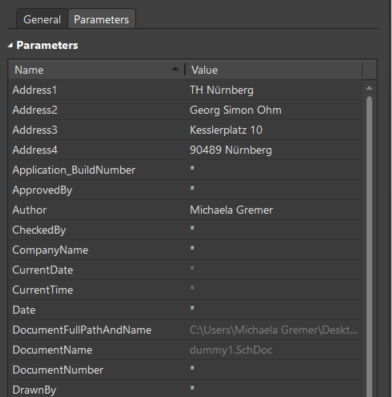 General Parameters
Parameters
Name Value
Address1 TH Nürnberg
Address2 Georg Simon Ohm
Address3 Kesslerplatz 10
Address4 90489 Nürnberg
Application_BuildNumber *
ApprovedBy *
Author Michaela Gremer
CheckedBy *
CompanyName *
CurrentDate *
CurrentTime *
Date *
DocumentFullPathAndName C:\Users\Michaela Gremer\Deskt...
DocumentName dummy1.SchDoc
DocumentNumber *
DrawnBy *